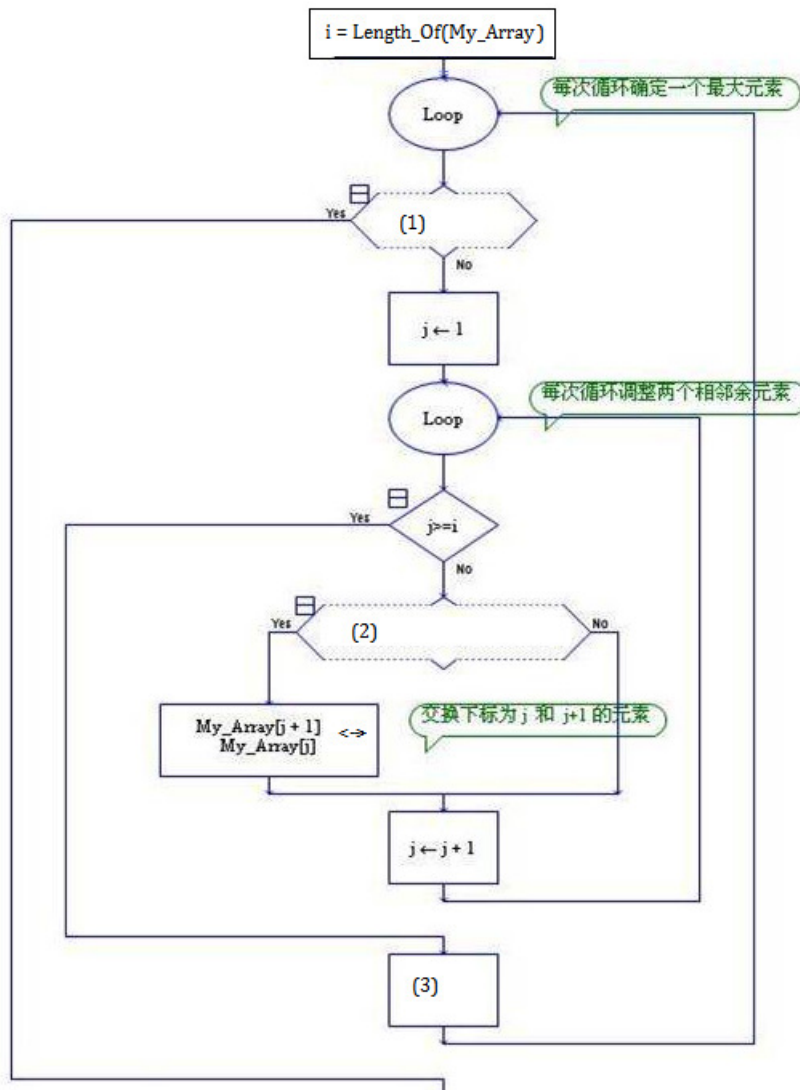 i = Length_Of(My_Array)
每次循环确定一个最大元素
Loop
Yes
(1)
No
j ← 1
每次循环调整两个相邻余元素
Loop
Yes
j>=i
No
Yes
(2)
No
交换下标为 j 和 j+1 的元素
My_Array[j + 1] <->
My_Array[j]
j ← j + 1
(3)